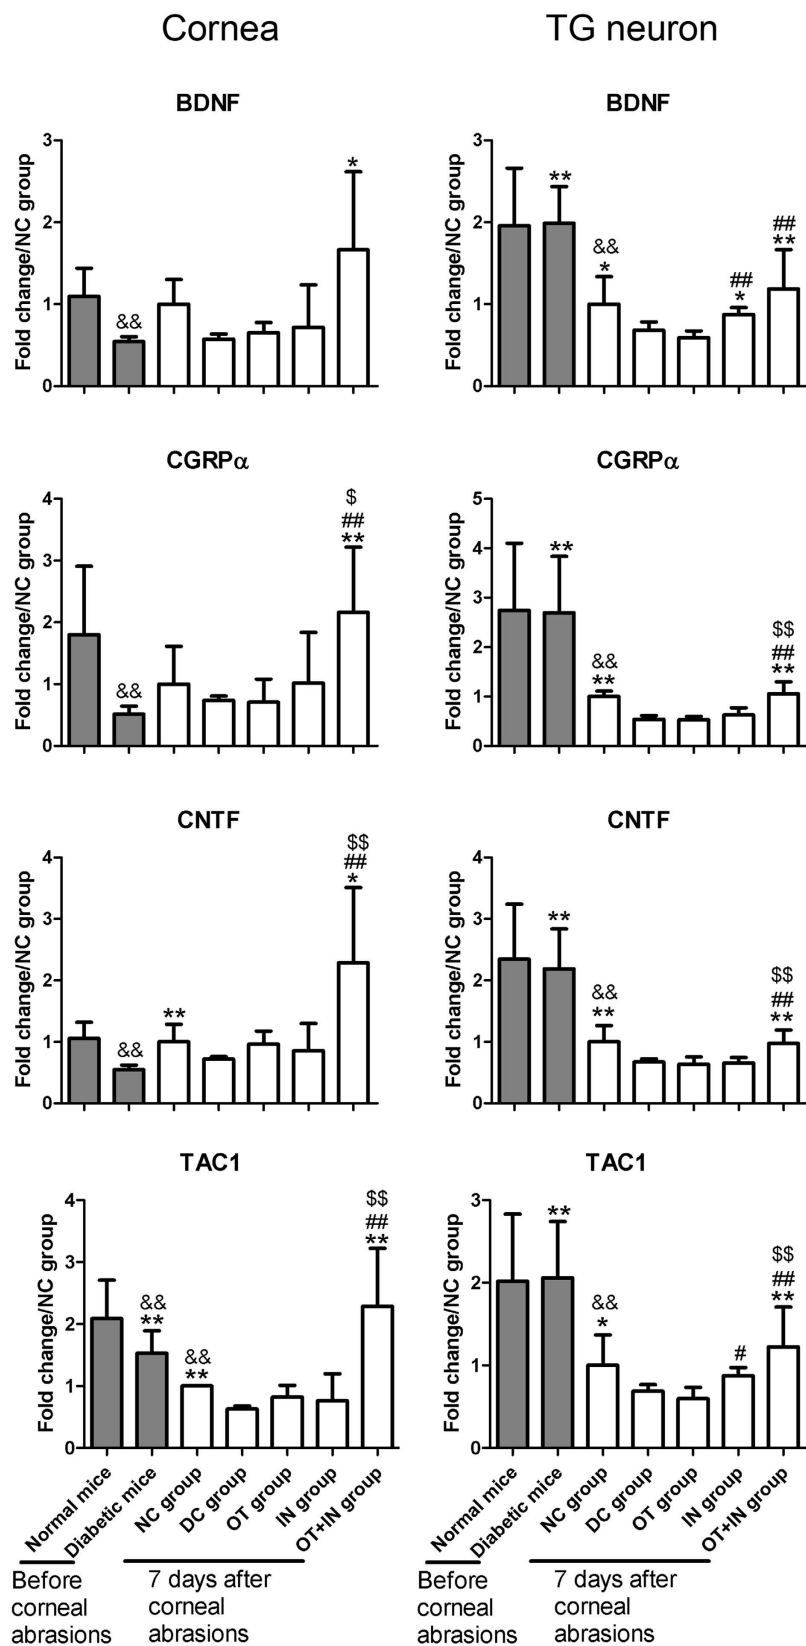 Cornea
TG neuron
BDNF
Fold change/NC group
3
2
1
0
&&
*
BDNF
Fold change/NC group
3
2
1
0
**
&&
*
##
*
##
**
CGRPα
Fold change/NC group
4
3
2
1
0
&&
$
##
**
CGRPα
Fold change/NC group
5
4
3
2
1
0
**
&&
**
$$
##
**
CNTF
Fold change/NC group
4
3
2
1
0
&&
**
$$
##
*
CNTF
Fold change/NC group
4
3
2
1
0
**
&&
**
$$
##
**
TAC1
Fold change/NC group
4
3
2
1
0
&&
**
&&
**
$$
##
**
Normal mice
Diabetic mice
NC group
DC group
OT group
IN group
OT+IN group
Before
corneal
abrasions
7 days after
corneal
abrasions
TAC1
Fold change/NC group
3
2
1
0
**
&&
*
#
$$
##
**
Normal mice
Diabetic mice
NC group
DC group
OT group
IN group
OT+IN group
Before
corneal
abrasions
7 days after
corneal
abrasions